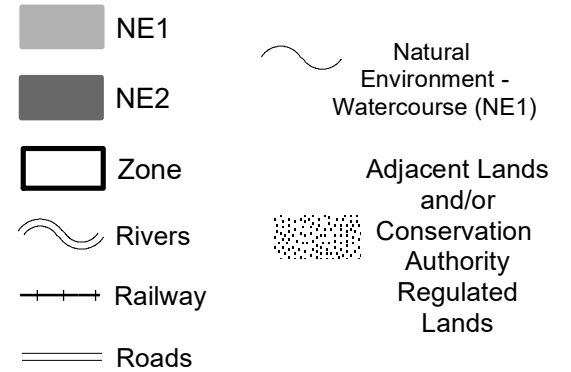 NE1
NE2
Zone
Rivers
Railway
Roads
Natural
Environment -
Watercourse (NE1)
Adjacent Lands
and/or
Conservation
Authority
Regulated
Lands